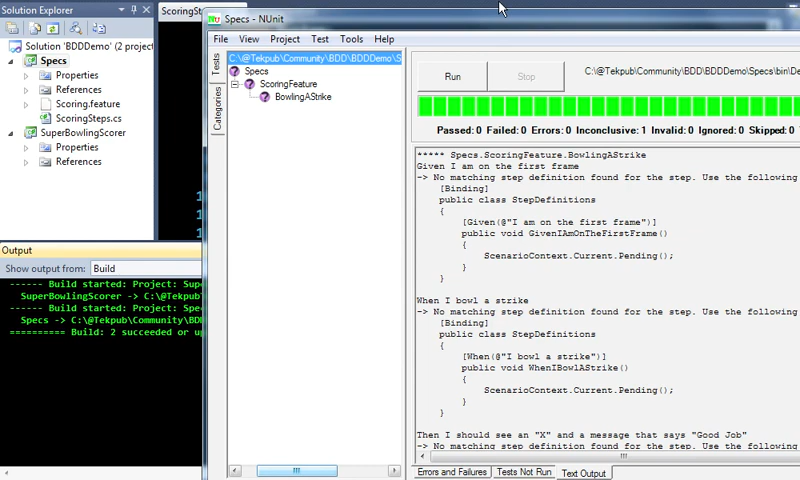 Solution Explorer
Solution 'BDDDemo' (2 project
Specs
Properties
References
Scoring.feature
ScoringSteps.cs
SuperBowlingScorer
Properties
References
ScoringSt
Output
Show output from: Build
------ Build started: Project: Sup
SuperBowlingScorer -> C:\@Tekpub
------ Build started: Project: Spe
Specs -> C:\@Tekpub\Community\BD
========== Build: 2 succeeded or up
Specs - NUnit
File View Project Test Tools Help
Tests
Categories
C:\@Tekpub\Community\BDD\BDDDemo\S
Specs
ScoringFeature
BowlingAStrike
Run
Stop
C:\@Tekpub\Community\BDD\BDDDemo\Specs\bin\De
Passed: 0 Failed: 0 Errors: 0 Inconclusive: 1 Invalid: 0 Ignored: 0 Skipped: 0
***** Specs.ScoringFeature.BowlingAStrike
Given I am on the first frame
-> No matching step definition found for the step. Use the following
[Binding]
public class StepDefinitions
{
[Given(@"I am on the first frame")]
public void GivenIAmOnTheFirstFrame()
{
ScenarioContext.Current.Pending();
}
}
When I bowl a strike
-> No matching step definition found for the step. Use the following
[Binding]
public class StepDefinitions
{
[When(@"I bowl a strike")]
public void WhenIBowlAStrike()
{
ScenarioContext.Current.Pending();
}
}
Then I should see an "X" and a message that says "Good Job"
-> No matching step definition found for the step. Use the following
Errors and Failures Tests Not Run Text Output